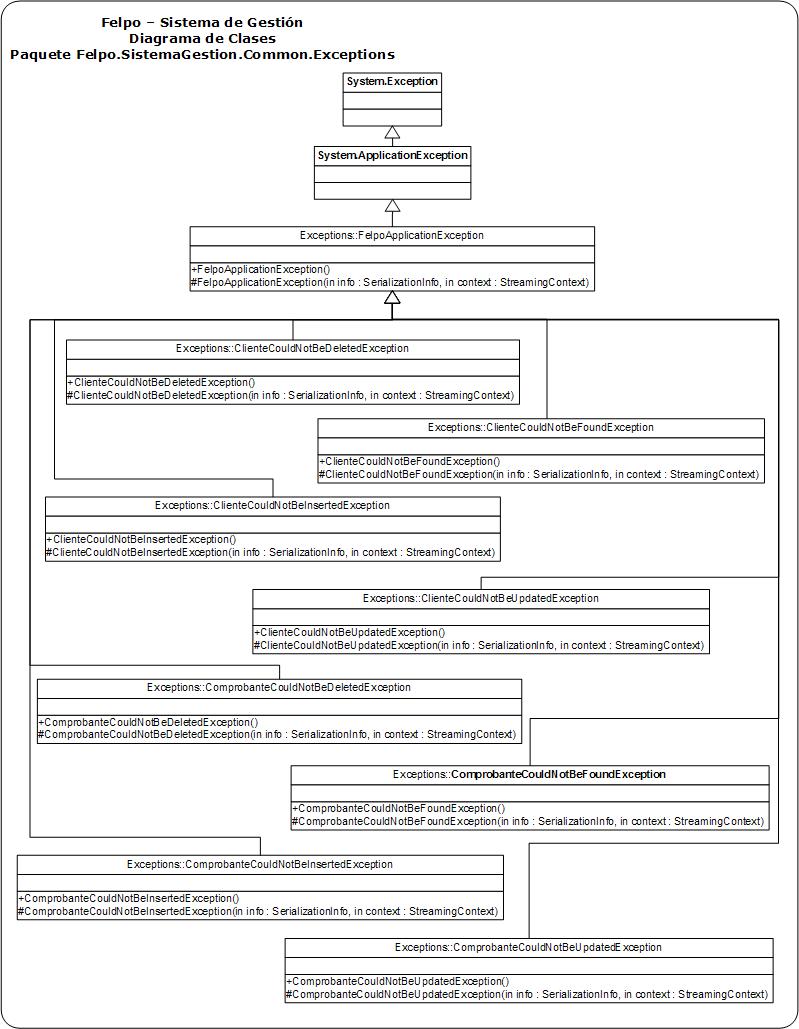 Felpo – Sistema de Gestión
Diagrama de Clases
Paquete Felpo.SistemaGestion.Common.Exceptions
System.Exception
System.ApplicationException
Exceptions::FelpoApplicationException
+FelpoApplicationException()
#FelpoApplicationException(in info : SerializationInfo, in context : StreamingContext)
Exceptions::ClienteCouldNotBeDeletedException
+ClienteCouldNotBeDeletedException()
#ClienteCouldNotBeDeletedException(in info : SerializationInfo, in context : StreamingContext)
Exceptions::ClienteCouldNotBeFoundException
+ClienteCouldNotBeFoundException()
#ClienteCouldNotBeFoundException(in info : SerializationInfo, in context : StreamingContext)
Exceptions::ClienteCouldNotBeInsertedException
+ClienteCouldNotBeInsertedException()
#ClienteCouldNotBeInsertedException(in info : SerializationInfo, in context : StreamingContext)
Exceptions::ClienteCouldNotBeUpdatedException
+ClienteCouldNotBeUpdatedException()
#ClienteCouldNotBeUpdatedException(in info : SerializationInfo, in context : StreamingContext)
Exceptions::ComprobanteCouldNotBeDeletedException
+ComprobanteCouldNotBeDeletedException()
#ComprobanteCouldNotBeDeletedException(in info : SerializationInfo, in context : StreamingContext)
Exceptions::ComprobanteCouldNotBeFoundException
+ComprobanteCouldNotBeFoundException()
#ComprobanteCouldNotBeFoundException(in info : SerializationInfo, in context : StreamingContext)
Exceptions::ComprobanteCouldNotBeInsertedException
+ComprobanteCouldNotBeInsertedException()
#ComprobanteCouldNotBeInsertedException(in info : SerializationInfo, in context : StreamingContext)
Exceptions::ComprobanteCouldNotBeUpdatedException
+ComprobanteCouldNotBeUpdatedException()
#ComprobanteCouldNotBeUpdatedException(in info : SerializationInfo, in context : StreamingContext)